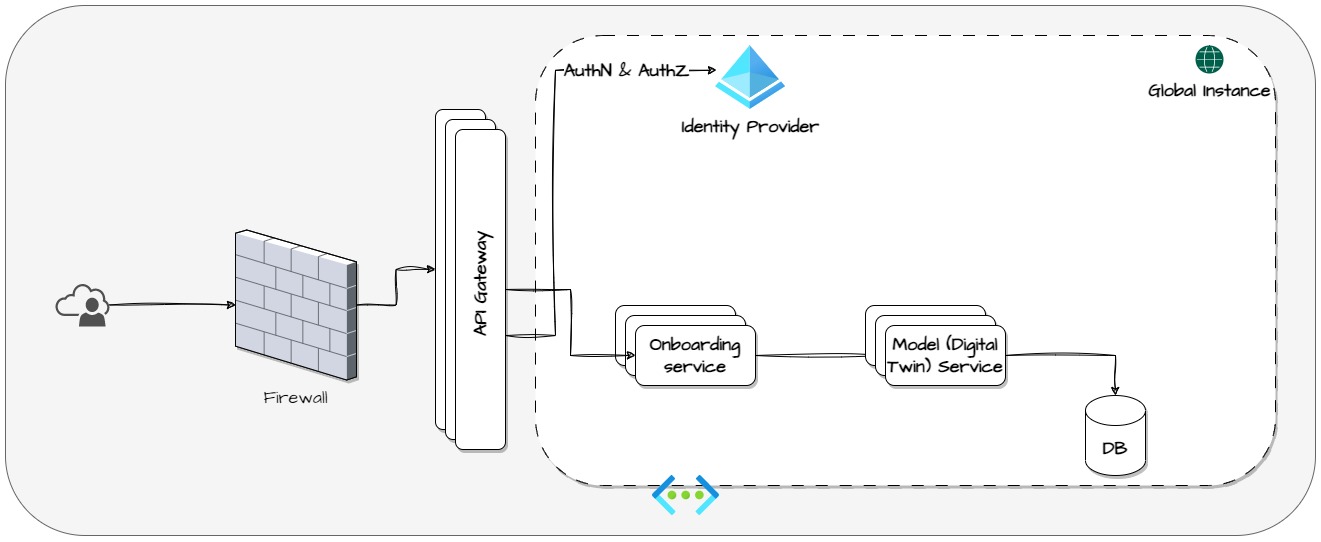 AuthN & AuthZ
Identity Provider
Global Instance
API Gateway
Firewall
Onboarding
service
Model (Digital
Twin) Service
DB